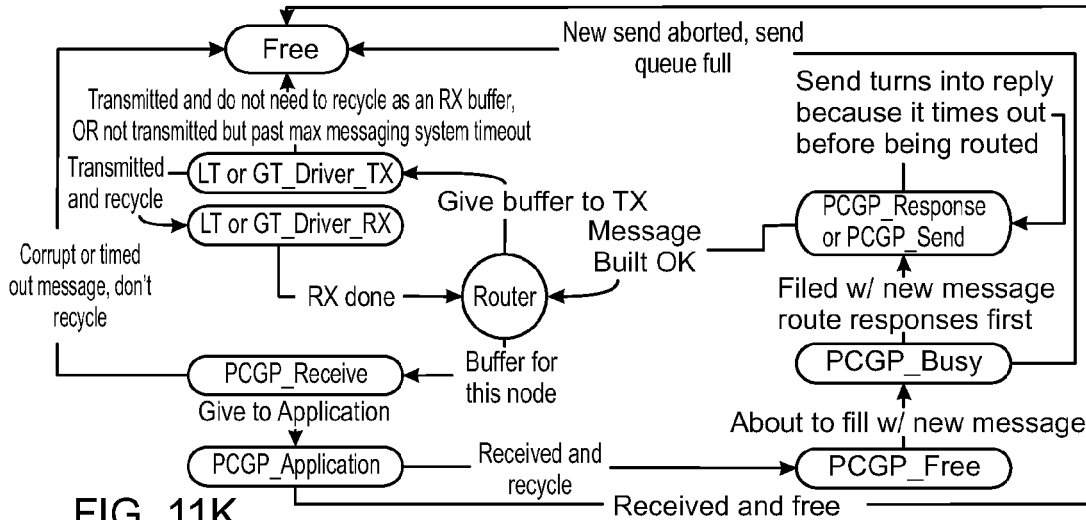 Free
New send aborted, send
queue full
Transmitted and do not need to recycle as an RX buffer,
OR not transmitted but past max messaging system timeout
Send turns into reply
because it times out
before being routed
Transmitted
and recycle
LT or GT_Driver_TX
LT or GT_Driver_RX
Give buffer to TX
Message
Built OK
PCGP_Response
or PCGP_Send
Corrupt or timed
out message, don't
recycle
RX done
Router
Filed w/ new message
route responses first
PCGP_Receive
Buffer for
this node
PCGP_Busy
Give to Application
About to fill w/ new message
PCGP_Application
Received and
recycle
PCGP_Free
Received and free
FIG. 11K